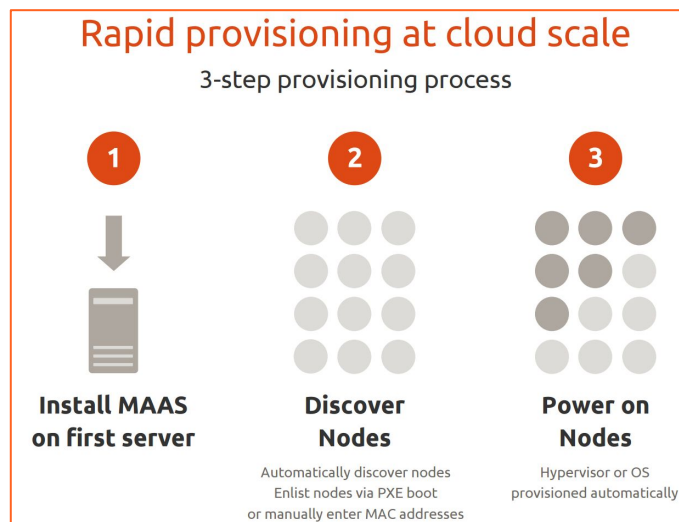 Rapid provisioning at cloud scale
3-step provisioning process
1
2
3
Install MAAS
on first server
Discover
Nodes
Automatically discover nodes
Enlist nodes via PXE boot
or manually enter MAC addresses
Power on
Nodes
Hypervisor or OS
provisioned automatically